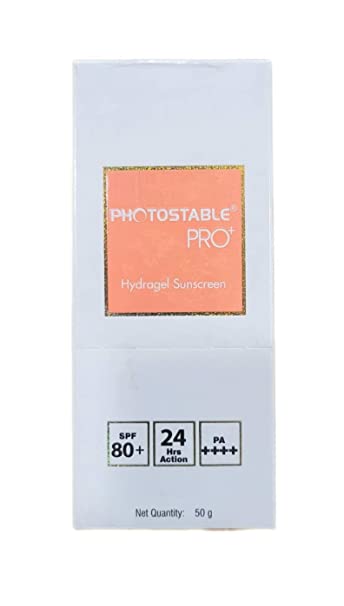 PHOTOSTABLE®
PRO+
Hydragel Sunscreen
SPF
80+
24
Hrs
Action
PA
++++
Net Quantity: 50 g